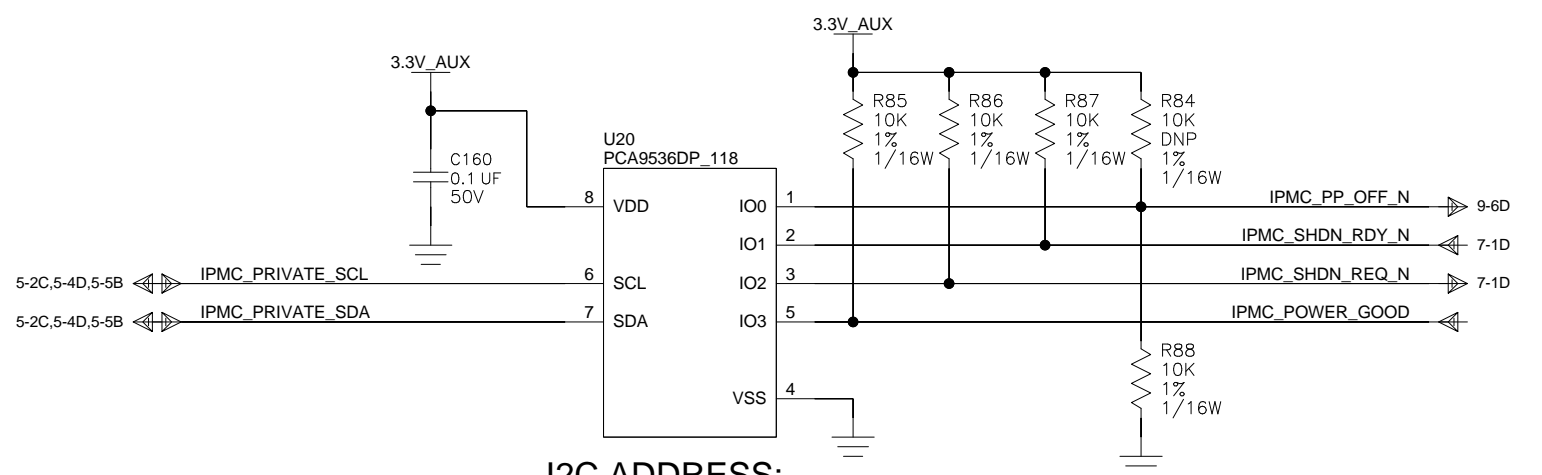 3.3V_AUX
3.3V_AUX
R85
10K
1%
1/16W
R86
10K
1%
1/16W
R87
10K
1%
1/16W
R84
10K
DNP
1%
1/16W
C160
0.1 UF
50V
U20
PCA9536DP_118
8 VDD
IO0 1
IPMC_PP_OFF_N 9-6D
IO1 2
IPMC_SHDN_RDY_N 7-1D
5-2C,5-4D,5-5B IPMC_PRIVATE_SCL 6 SCL
IO2 3
IPMC_SHDN_REQ_N 7-1D
5-2C,5-4D,5-5B IPMC_PRIVATE_SDA 7 SDA
IO3 5
IPMC_POWER_GOOD
R88
10K
1%
1/16W
VSS 4
I2C ADDRESS: